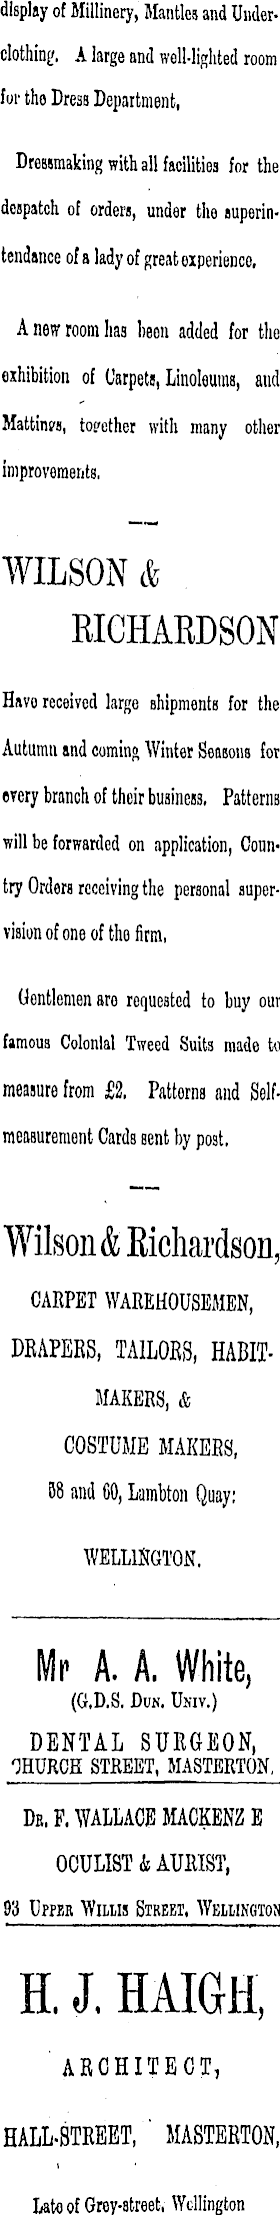 display of Millinery, Mantles and Under-
clothing. A large and well-lighted room
for the Dress Department,
Dressmaking with all facilities for the
despatch of orders, under the superin-
tendance of a lady of great experience.
A new room has been added for the
exhibition of Carpets, Linoleums, and
Mattings, together with many other
improvements.
WILSON &
RICHARDSON
Have received large shipments for the
Autumn and coming Winter Seasons for
every branch of their business. Patterns
will be forwarded on application, Coun-
try Orders receiving the personal super-
vision of one of the firm.
Gentlemen are requested to buy our
famous Colonial Tweed Suits made to
measure from £2. Patterns and Self-
measurement Cards sent by post.
Wilson & Richardson,
CARPET WAREHOUSEMEN,
DRAPERS, TAILORS, HABIT-
MAKERS, &
COSTUME MAKERS,
58 and 60, Lambton Quay:
WELLINGTON.
Mr A. A. White,
(G.D.S. DUN. UNIV.)
DENTAL SURGEON,
CHURCH STREET, MASTERTON.
DR. F. WALLACE MACKENZ E
OCULIST & AURIST,
93 UPPER WILLIS STREET, WELLINGTON
H. J. HAIGH,
ARCHITECT,
HALL-STREET, MASTERTON,
Late of Grey-street, Wellington